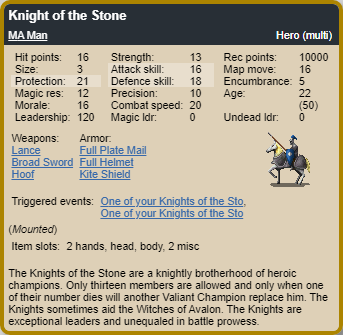 Knight of the Stone
MA Man Hero (multi)
Hit points: 16 Strength: 13 Rec points: 10000
Size: 3 Attack skill: 16 Map move: 16
Protection: 21 Defence skill: 18 Encumbrance: 5
Magic res: 12 Precision: 10 Age: 22
Morale: 16 Combat speed: 20 (50)
Leadership: 120 Magic ldr: 0 Undead ldr: 0
Weapons: Armor:
Lance Full Plate Mail
Broad Sword Full Helmet
Hoof Kite Shield
Triggered events: One of your Knights of the Sto,
One of your Knights of the Sto
(Mounted)
Item slots: 2 hands, head, body, 2 misc
The Knights of the Stone are a knightly brotherhood of heroic
champions. Only thirteen members are allowed and only when one
of their number dies will another Valiant Champion replace him. The
Knights sometimes aid the Witches of Avalon. The Knights are
exceptional leaders and unequaled in battle prowess.